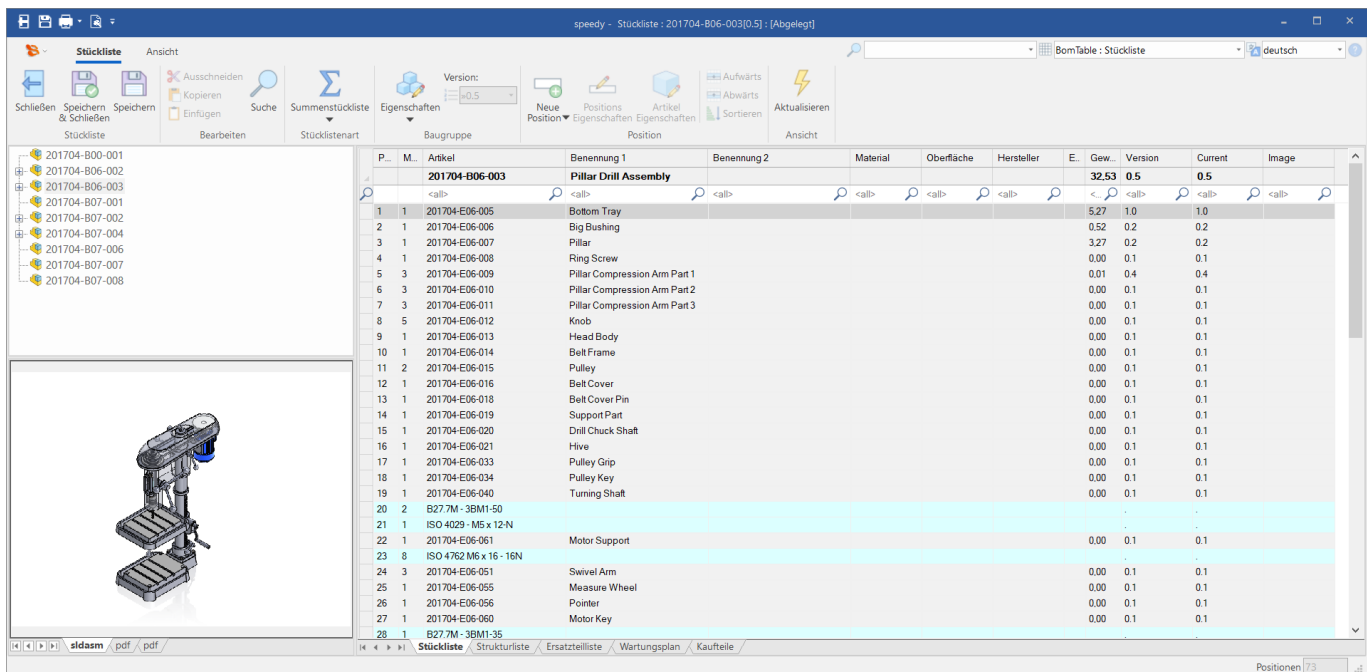 speedy - Stückliste : 201704-B06-003[0.5] : [Abgelegt]
Stückliste Ansicht
BomTable : Stückliste deutsch
Schließen Speichern & Schließen Speichern
Ausschneiden
Kopieren
Einfügen
Suche Summenstückliste Eigenschaften
Version:
=0.5
Neue Position Positions Eigenschaften Artikel Eigenschaften
Aufwärts
Abwärts
Sortieren
Aktualisieren
Stückliste Bearbeiten Stücklistenart Baugruppe Position Ansicht
201704-B00-001
201704-B06-002
201704-B06-003
201704-B07-001
201704-B07-002
201704-B07-004
201704-B07-006
201704-B07-007
201704-B07-008
sldasm pdf pdf
P... M... Artikel Benennung 1 Benennung 2 Material Oberfläche Hersteller E... Gew... Version Current Image
201704-B06-003 Pillar Drill Assembly 32,53 0.5 0.5
<all> <all> <all> <all> <all> <all> <... <all> <all> <all>
1 1 201704-E06-005 Bottom Tray 5,27 1.0 1.0
2 1 201704-E06-006 Big Bushing 0,52 0.2 0.2
3 1 201704-E06-007 Pillar 3,27 0.2 0.2
4 1 201704-E06-008 Ring Screw 0,00 0.1 0.1
5 3 201704-E06-009 Pillar Compression Arm Part 1 0,01 0.4 0.4
6 3 201704-E06-010 Pillar Compression Arm Part 2 0,00 0.1 0.1
7 3 201704-E06-011 Pillar Compression Arm Part 3 0,00 0.1 0.1
8 5 201704-E06-012 Knob 0,00 0.1 0.1
9 1 201704-E06-013 Head Body 0,00 0.1 0.1
10 1 201704-E06-014 Belt Frame 0,00 0.1 0.1
11 2 201704-E06-015 Pulley 0,00 0.1 0.1
12 1 201704-E06-016 Belt Cover 0,00 0.1 0.1
13 1 201704-E06-018 Belt Cover Pin 0,00 0.1 0.1
14 1 201704-E06-019 Support Part 0,00 0.1 0.1
15 1 201704-E06-020 Drill Chuck Shaft 0,00 0.1 0.1
16 1 201704-E06-021 Hive 0,00 0.1 0.1
17 1 201704-E06-033 Pulley Grip 0,00 0.1 0.1
18 1 201704-E06-034 Pulley Key 0,00 0.1 0.1
19 1 201704-E06-040 Turning Shaft 0,00 0.1 0.1
20 2 B27.7M - 3BM1-50 . .
21 1 ISO 4029 - M5 x 12-N . .
22 1 201704-E06-061 Motor Support 0,00 0.1 0.1
23 8 ISO 4762 M6 x 16 - 16N . .
24 3 201704-E06-051 Swivel Arm 0,00 0.1 0.1
25 1 201704-E06-055 Measure Wheel 0,00 0.1 0.1
26 1 201704-E06-056 Pointer 0,00 0.1 0.1
27 1 201704-E06-060 Motor Key 0,00 0.1 0.1
28 1 B27.7M - 3BM1-35
Stückliste Strukturliste Ersatzteilliste Wartungsplan Kaufteile
Positionen 73